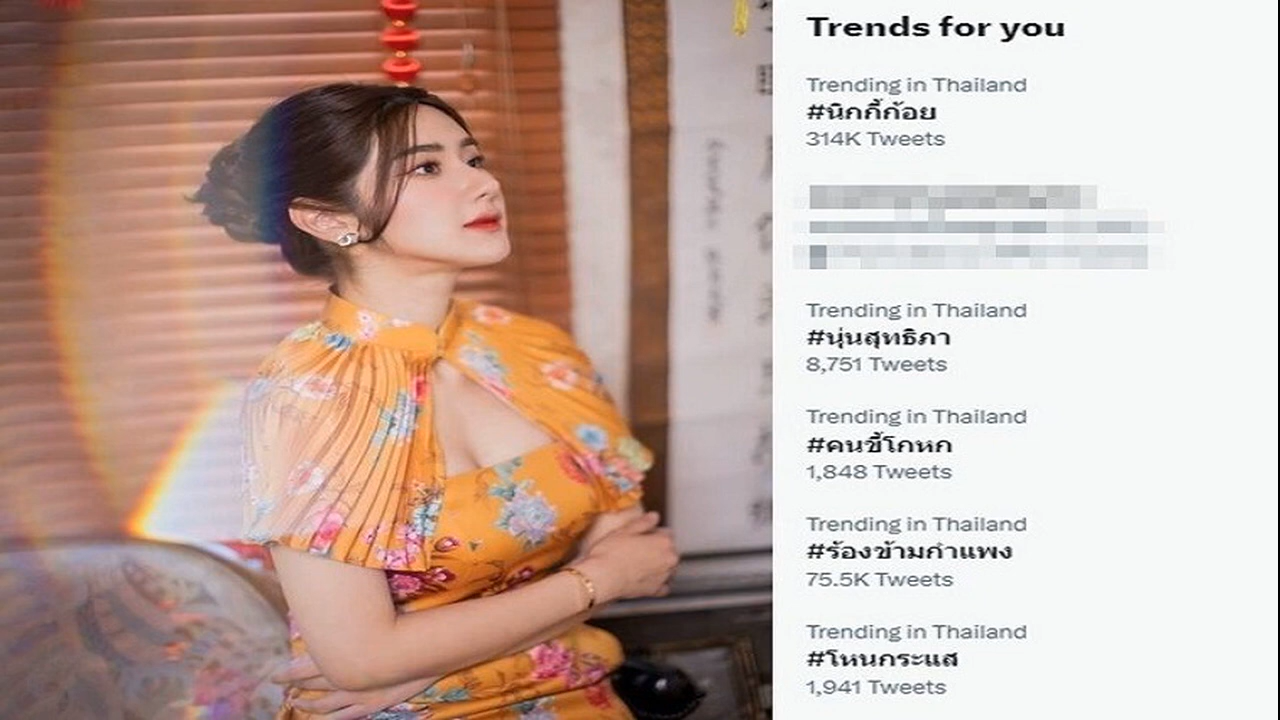 Trends for you
Trending in Thailand
#นิกกี้ก้อย
314K Tweets
Trending in Thailand
#นุ่นสุทธิภา
8,751 Tweets
Trending in Thailand
#คนขี้โกหก
1,848 Tweets
Trending in Thailand
#ร้องข้ามกำแพง
75.5K Tweets
Trending in Thailand
#โหนกระแส
1,941 Tweets